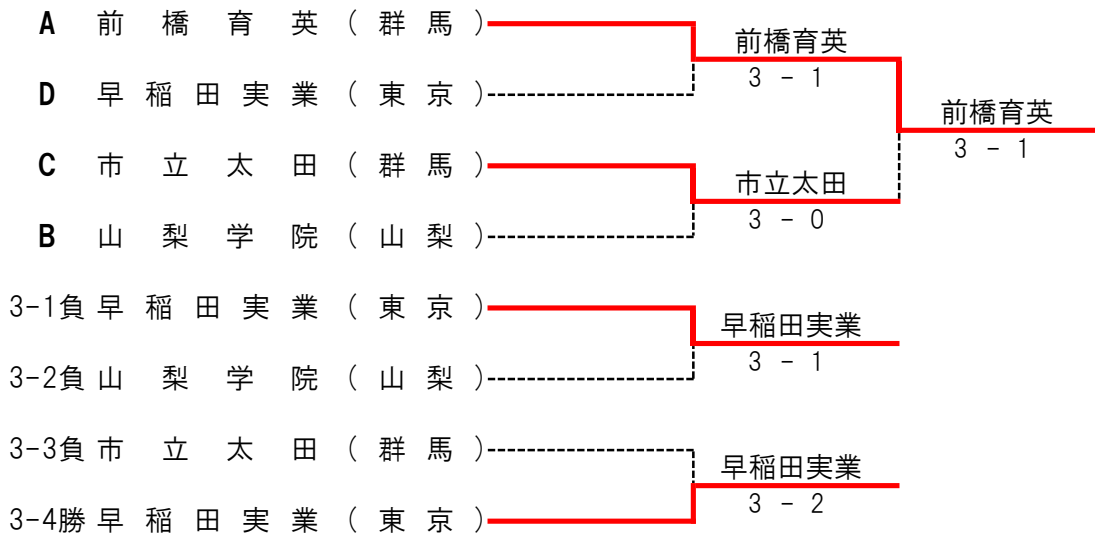 A 前橋育英(群馬)
前橋育英
3 - 1
D 早稲田実業(東京)
前橋育英
3 - 1
C 市立太田(群馬)
市立太田
3 - 0
B 山梨学院(山梨)
3-1負 早稲田実業(東京)
早稲田実業
3 - 1
3-2負 山梨学院(山梨)
3-3負 市立太田(群馬)
早稲田実業
3 - 2
3-4勝 早稲田実業(東京)